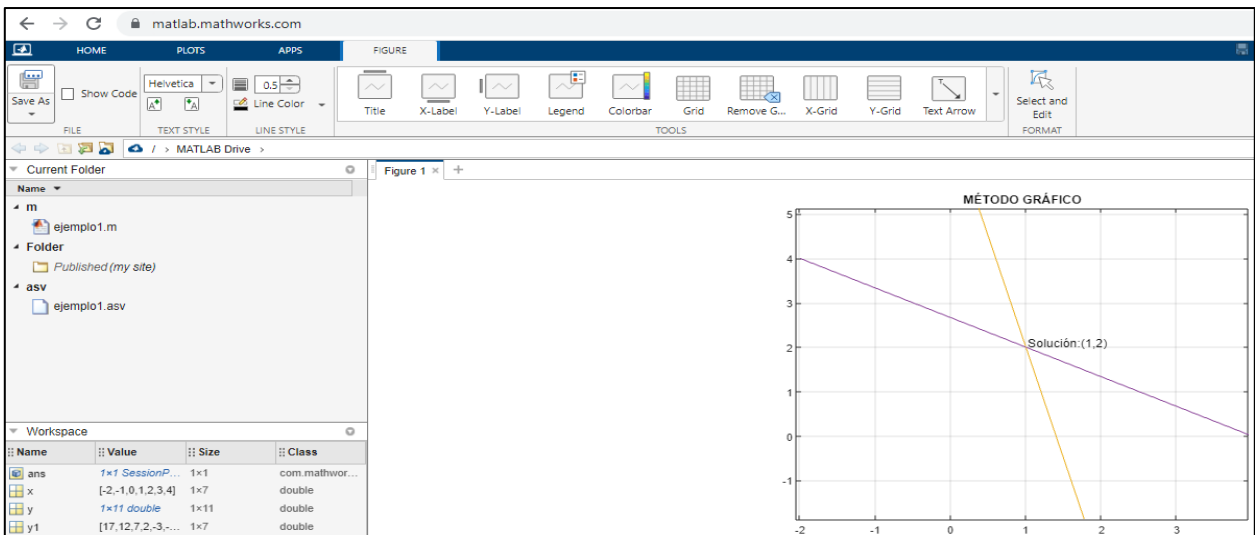 matlab.mathworks.com
HOME PLOTS APPS FIGURE
Save As
Show Code
Helvetica
0.5
Line Color
Title X-Label Y-Label Legend Colorbar Grid Remove G... X-Grid Y-Grid Text Arrow
Select and
Edit
FILE TEXT STYLE LINE STYLE TOOLS FORMAT
/ > MATLAB Drive >
Current Folder
Name
m
ejemplo1.m
Folder
Published (my site)
asv
ejemplo1.asv
Workspace
Name Value Size Class
ans 1×1 SessionP... 1×1 com.mathwor...
x [-2,-1,0,1,2,3,4] 1×7 double
y 1×11 double 1×11 double
y1 [17,12,7,2,-3,-... 1×7 double
Figure 1 × +
MÉTODO GRÁFICO
5
4
3
2
1
0
-1
Solución:(1,2)
-2 -1 0 1 2 3